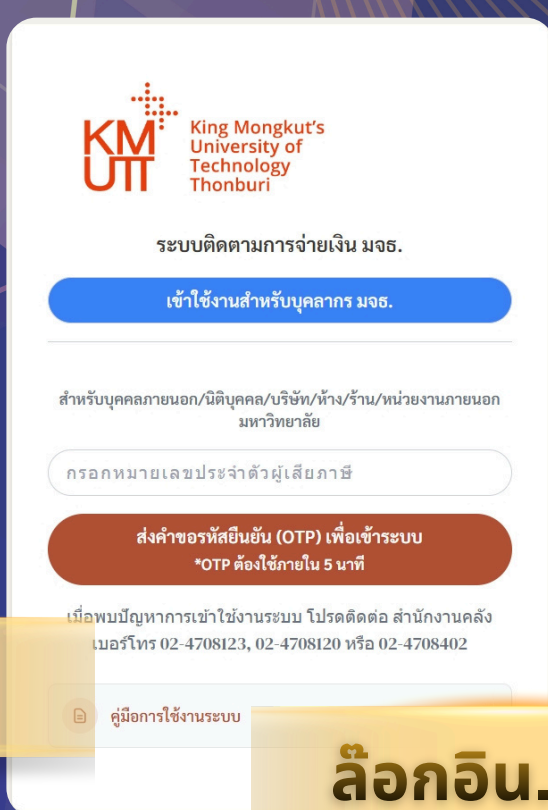 KM
UTT
King Mongkut's
University of
Technology
Thonburi
ระบบติดตามการจ่ายเงิน มจธ.
เข้าใช้งานสำหรับบุคลากร มจธ.
สำหรับบุคคลภายนอก/นิติบุคคล/บริษัท/ห้าง/ร้าน/หน่วยงานภายนอก
มหาวิทยาลัย
กรอกหมายเลขประจำตัวผู้เสียภาษี
ส่งคำขอรหัสยืนยัน (OTP) เพื่อเข้าระบบ
*OTP ต้องใช้ภายใน 5 นาที
เมื่อพบปัญหาการเข้าใช้งานระบบ โปรดติดต่อ สำนักงานคลัง
เบอร์โทร 02-4708123, 02-4708120 หรือ 02-4708402
คู่มือการใช้งานระบบ
ล๊อกอิน